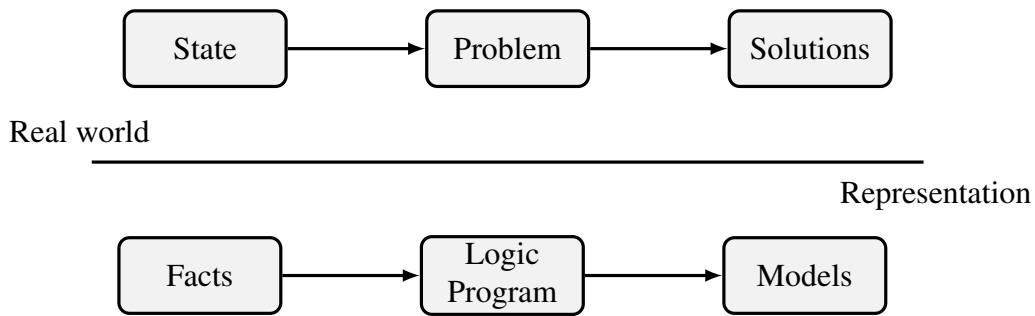 State
Problem
Solutions
Real world
Representation
Facts
Logic
Program
Models